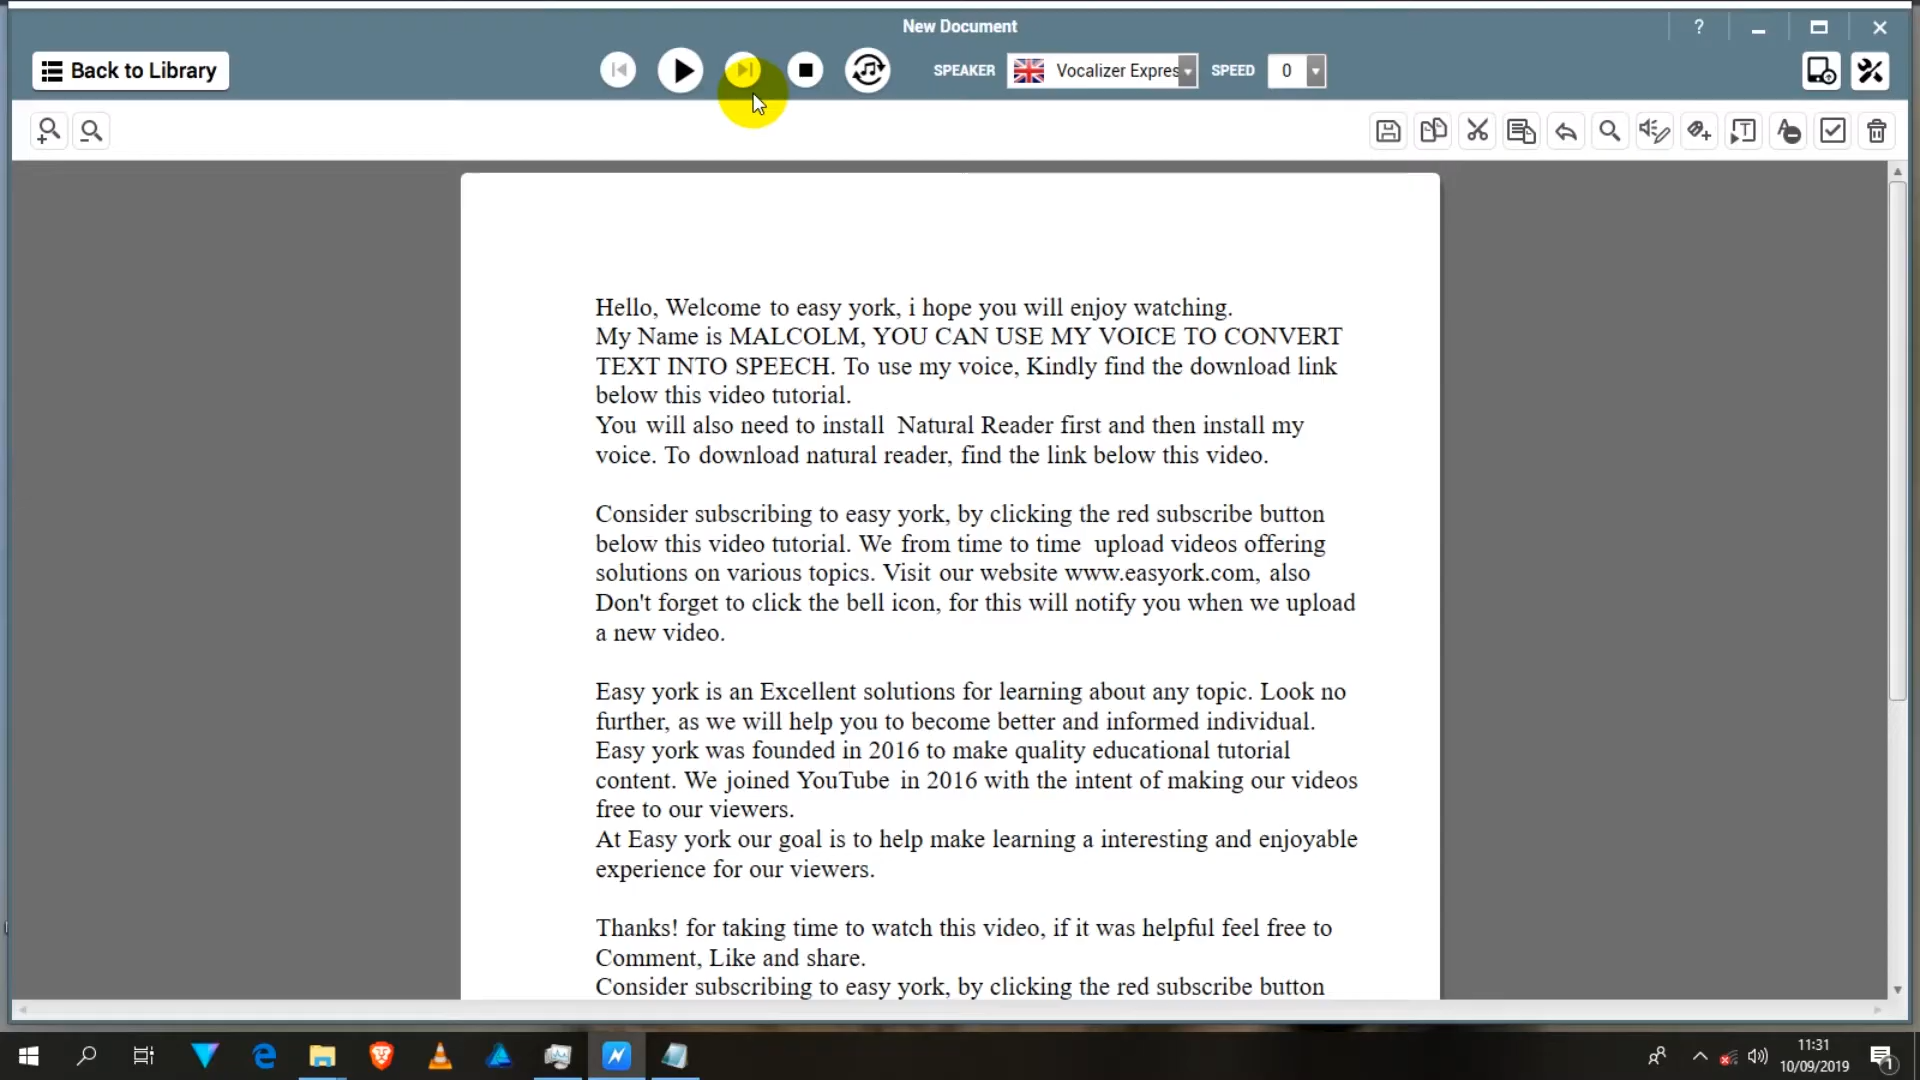 New Document
?
Back to Library
SPEAKER
Vocalizer Expres
SPEED
0
Hello, Welcome to easy york, i hope you will enjoy watching.
My Name is MALCOLM, YOU CAN USE MY VOICE TO CONVERT
TEXT INTO SPEECH. To use my voice, Kindly find the download link
below this video tutorial.
You will also need to install Natural Reader first and then install my
voice. To download natural reader, find the link below this video.
Consider subscribing to easy york, by clicking the red subscribe button
below this video tutorial. We from time to time upload videos offering
solutions on various topics. Visit our website www.easyork.com, also
Don't forget to click the bell icon, for this will notify you when we upload
a new video.
Easy york is an Excellent solutions for learning about any topic. Look no
further, as we will help you to become better and informed individual.
Easy york was founded in 2016 to make quality educational tutorial
content. We joined YouTube in 2016 with the intent of making our videos
free to our viewers.
At Easy york our goal is to help make learning a interesting and enjoyable
experience for our viewers.
Thanks! for taking time to watch this video, if it was helpful feel free to
Comment, Like and share.
Consider subscribing to easy york, by clicking the red subscribe button
11:31
10/09/2019
1